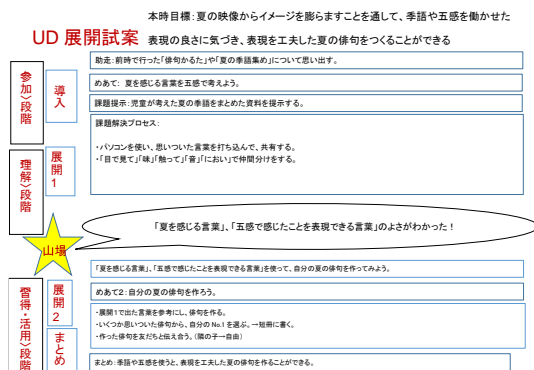 本時目標：夏の映像からイメージを膨らますことを通して、季語や五感を働かせた
UD 展開試案 表現の良さに気づき、表現を工夫した夏の俳句をつくることができる
参加〉段階
導入
助走：前時で行った「俳句かるた」や「夏の季語集め」について思い出す。
めあて： 夏を感じる言葉を五感で考えよう。
課題提示：児童が考えた夏の季語をまとめた資料を提示する。
理解〉段階
展開1
課題解決プロセス：
・パソコンを使い、思いついた言葉を打ち込んで、共有する。
・「目で見て」「味」「触って」「音」「におい」で仲間分けをする。
山場
「夏を感じる言葉」、「五感で感じたことを表現できる言葉」のよさがわかった！
習得・活用〉段階
展開2
「夏を感じる言葉」、「五感で感じたことを表現できる言葉」を使って、自分の夏の俳句を作ってみよう。
めあて２：自分の夏の俳句を作ろう。
・展開１で出た言葉を参考にし、俳句を作る。
・いくつか思いついた俳句から、自分の No.1 を選ぶ。→短冊に書く。
・作った俳句を友だちと伝え合う。（隣の子→自由）
まとめ
まとめ：季語や五感を使うと、表現を工夫した夏の俳句を作ることができる。